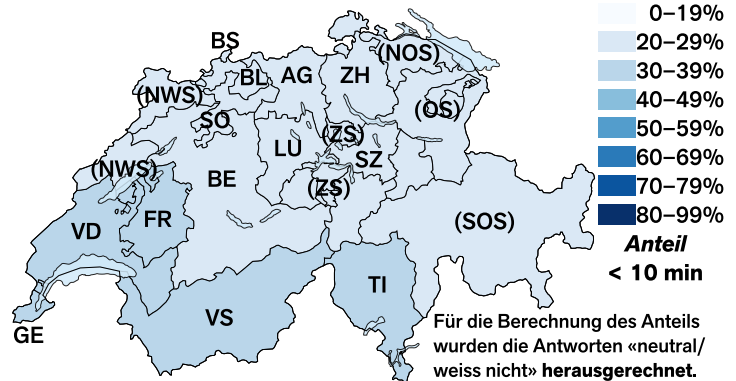 0–19%
20–29%
30–39%
40–49%
50–59%
60–69%
70–79%
80–99%
Anteil
< 10 min
BS
(NOS)
BL
AG
ZH
(NWS)
(OS)
SO
(ZS)
LU
SZ
(NWS)
BE
(ZS)
FR
VD
(SOS)
TI
VS
GE
Für die Berechnung des Anteils
wurden die Antworten «neutral/
weiss nicht» herausgerechnet.